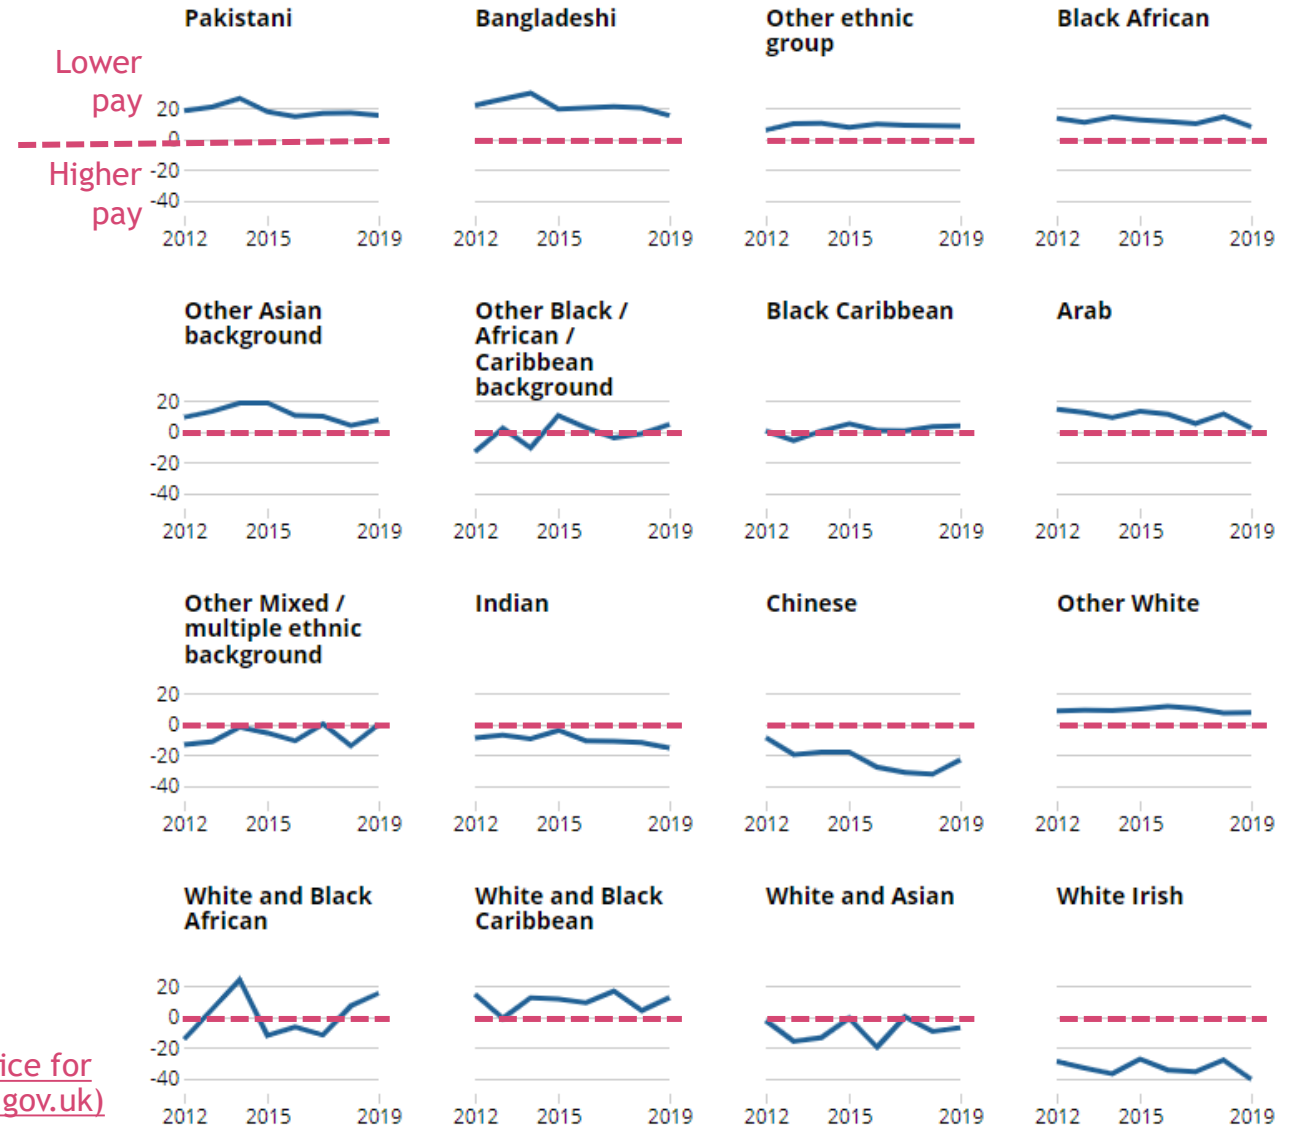 Pakistani
Bangladeshi
Other ethnic
group
Black African
Lower
pay
Higher
pay
20
0
-20
-40
2012 2015 2019
2012 2015 2019
2012 2015 2019
2012 2015 2019
Other Asian
background
Other Black /
African /
Caribbean
background
Black Caribbean
Arab
20
0
-20
-40
2012 2015 2019
2012 2015 2019
2012 2015 2019
2012 2015 2019
Other Mixed /
multiple ethnic
background
Indian
Chinese
Other White
20
0
-20
-40
2012 2015 2019
2012 2015 2019
2012 2015 2019
2012 2015 2019
White and Black
African
White and Black
Caribbean
White and Asian
White Irish
20
0
-20
-40
2012 2015 2019
2012 2015 2019
2012 2015 2019
2012 2015 2019
ice for
gov.uk)